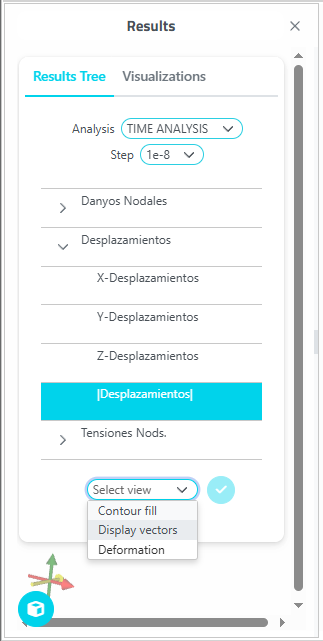 Results
Results Tree Visualizations
Analysis TIME ANALYSIS
Step 1e-8
Danyos Nodales
Desplazamientos
X-Desplazamientos
Y-Desplazamientos
Z-Desplazamientos
|Desplazamientos|
Tensiones Nods.
Select view
Contour fill
Display vectors
Deformation